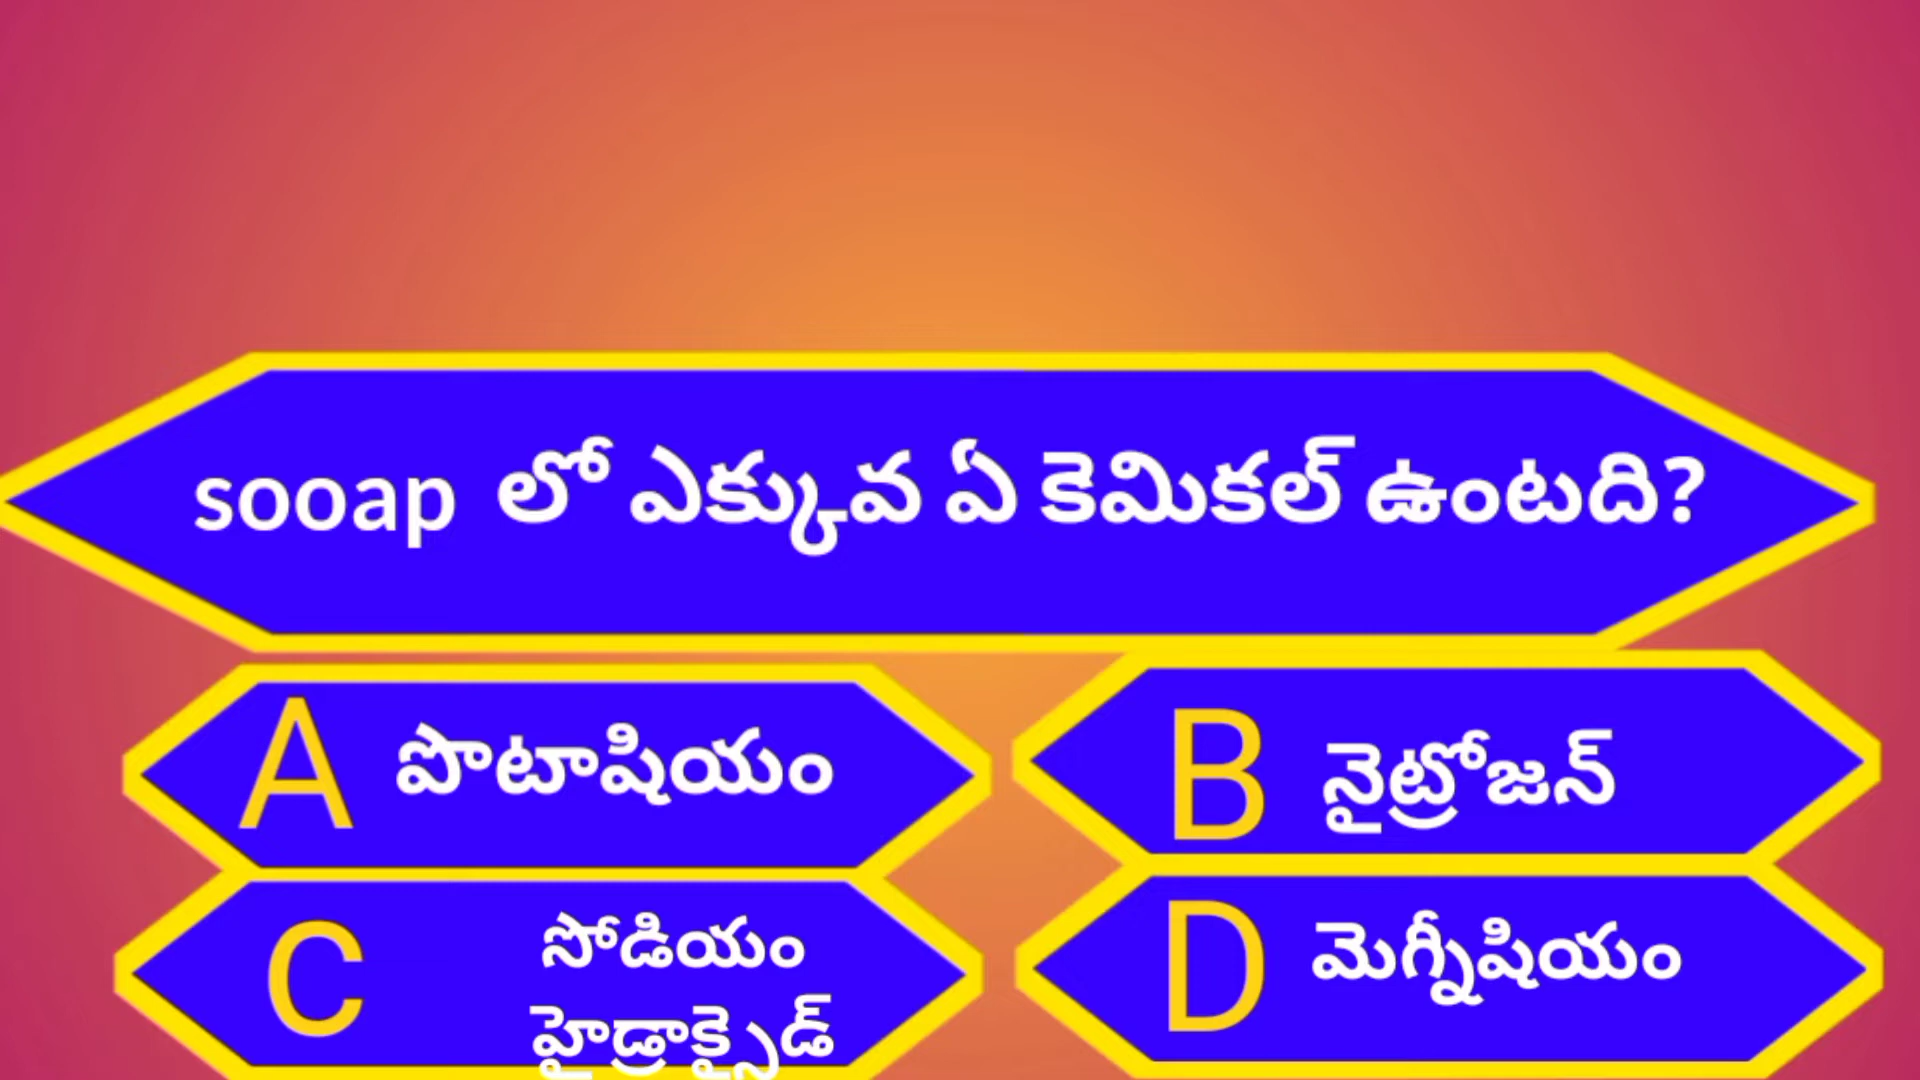 sooap లో ఎక్కువ ఏ కెమికల్ ఉంటది?
A పొటాషియం
B నైట్రోజన్
C సోడియం
హైడ్రాక్సైడ్
D మెగ్నీషియం